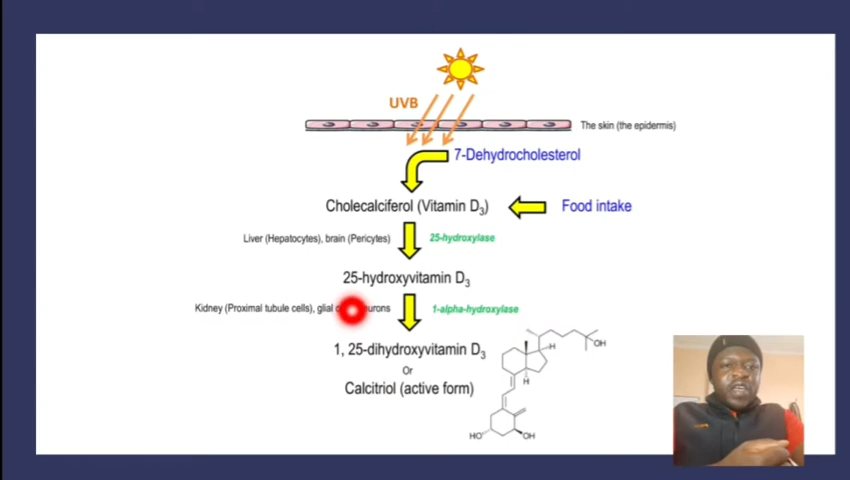 UVB
The skin (the epidermis)
7-Dehydrocholesterol
Cholecalciferol (Vitamin D3) Food intake
Liver (Hepatocytes), brain (Pericytes) 25-hydroxylase
25-hydroxyvitamin D3
Kidney (Proximal tubule cells), glial 1-alpha-hydroxylase
1, 25-dihydroxyvitamin D3
Or
Calcitriol (active form)
H
OH
H
HO OH